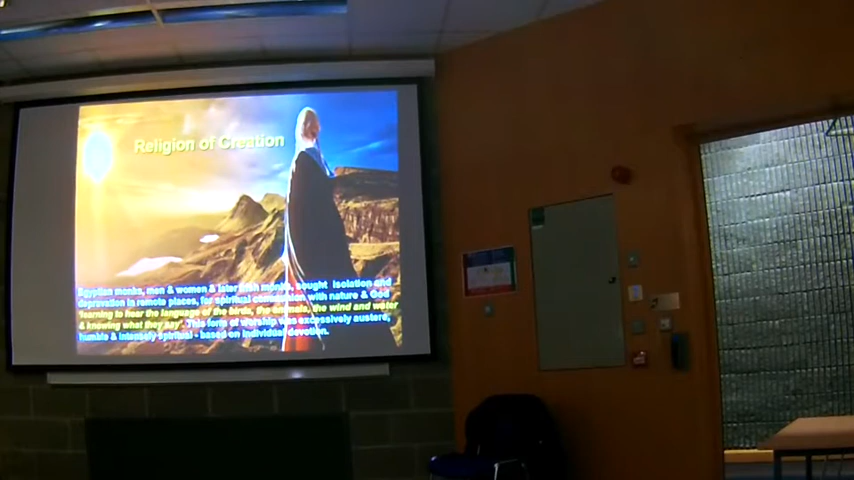 Religion of Creation
Egyptian monks, men & women & later Irish monks, sought isolation and
deprivation in remote places, for spiritual communion with nature & God
'learning to hear the language of the birds, the animals, the wind and water
& knowing what they say'. This form of worship was excessively austere,
humble & intensely spiritual - based on individual devotion.